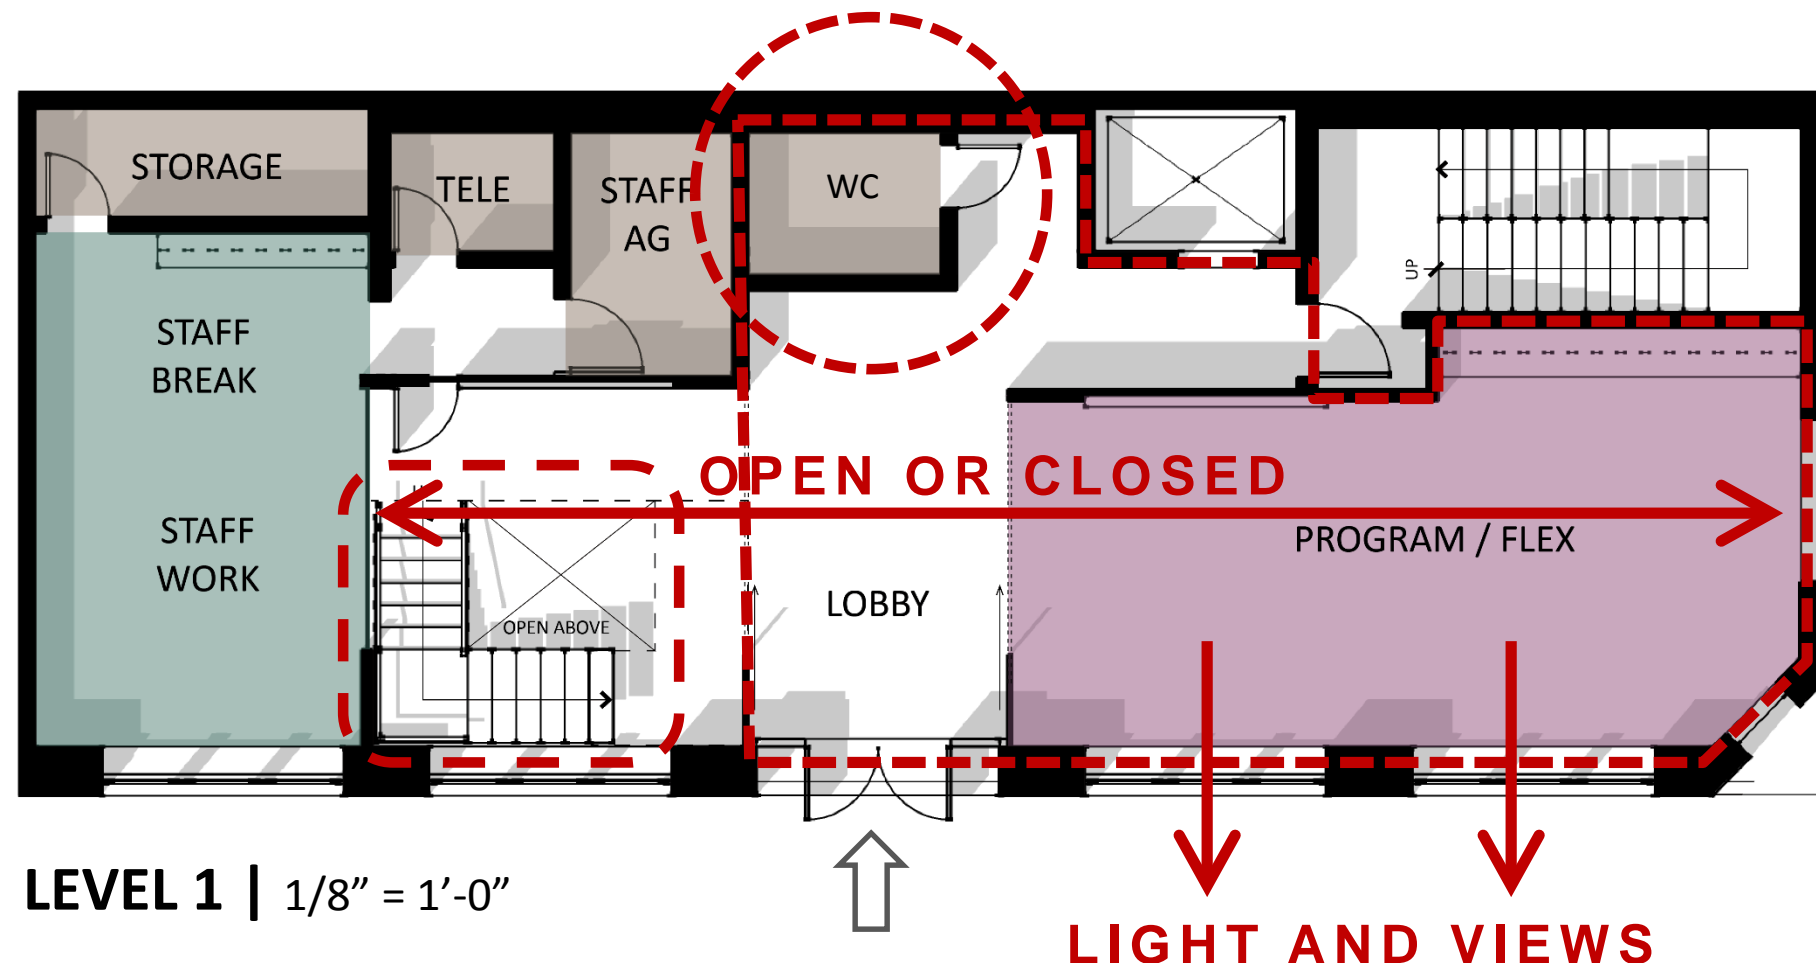 STORAGE
TELE
STAFF
AG
WC
UP
STAFF
BREAK
OPEN OR CLOSED
STAFF
WORK
PROGRAM / FLEX
LOBBY
OPEN ABOVE
LEVEL 1 | 1/8” = 1’-0”
LIGHT AND VIEWS